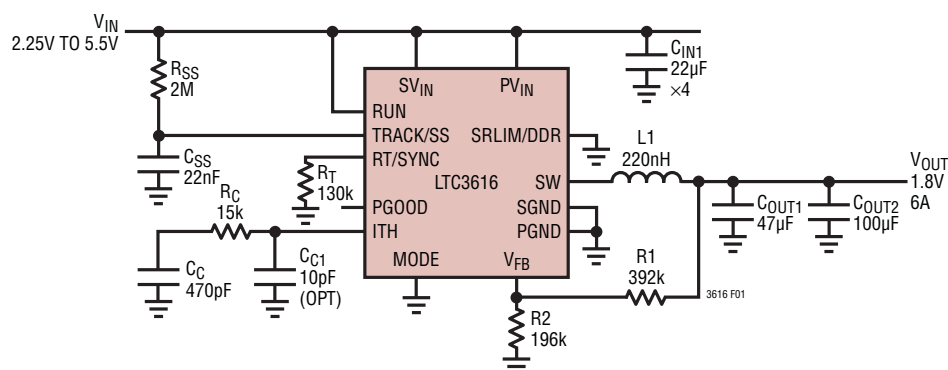 VIN
2.25V TO 5.5V
RSS
2M
CSS
22nF
RC
15k
CC
470pF
CC1
10pF
(OPT)
RT
130k
SVIN
PVIN
RUN
TRACK/SS
RT/SYNC
PGOOD
ITH
MODE
LTC3616
SRLIM/DDR
SW
SGND
PGND
VFB
CIN1
22µF
×4
L1
220nH
VOUT
1.8V
6A
COUT1
47µF
COUT2
100µF
R1
392k
R2
196k
3616 F01